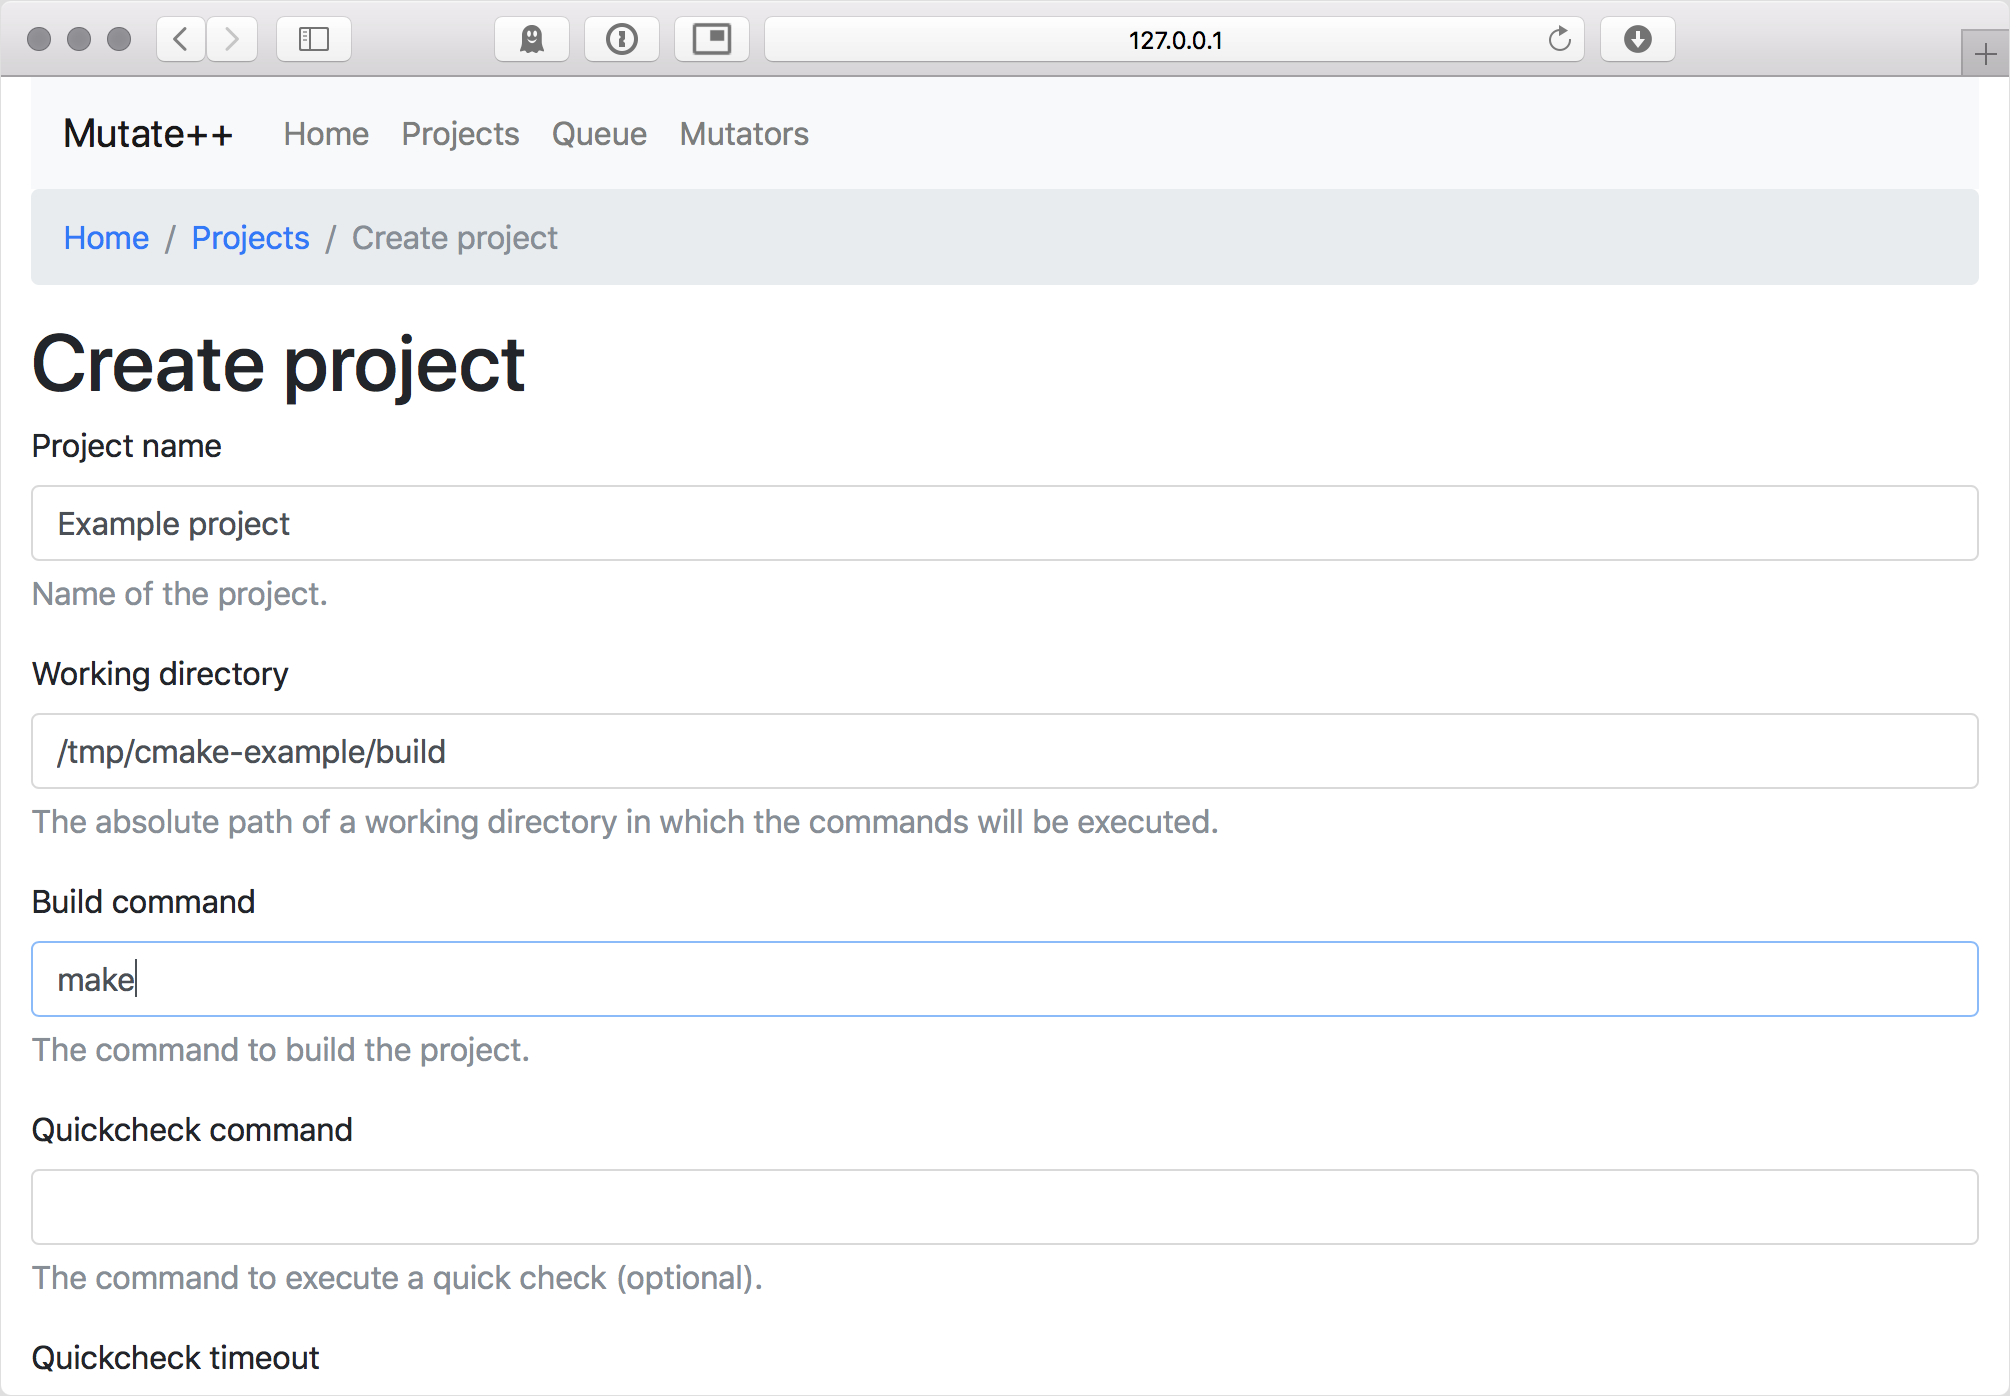 127.0.0.1
Mutate++ Home Projects Queue Mutators
Home / Projects / Create project
Create project
Project name
Example project
Name of the project.
Working directory
/tmp/cmake-example/build
The absolute path of a working directory in which the commands will be executed.
Build command
make
The command to build the project.
Quickcheck command
The command to execute a quick check (optional).
Quickcheck timeout